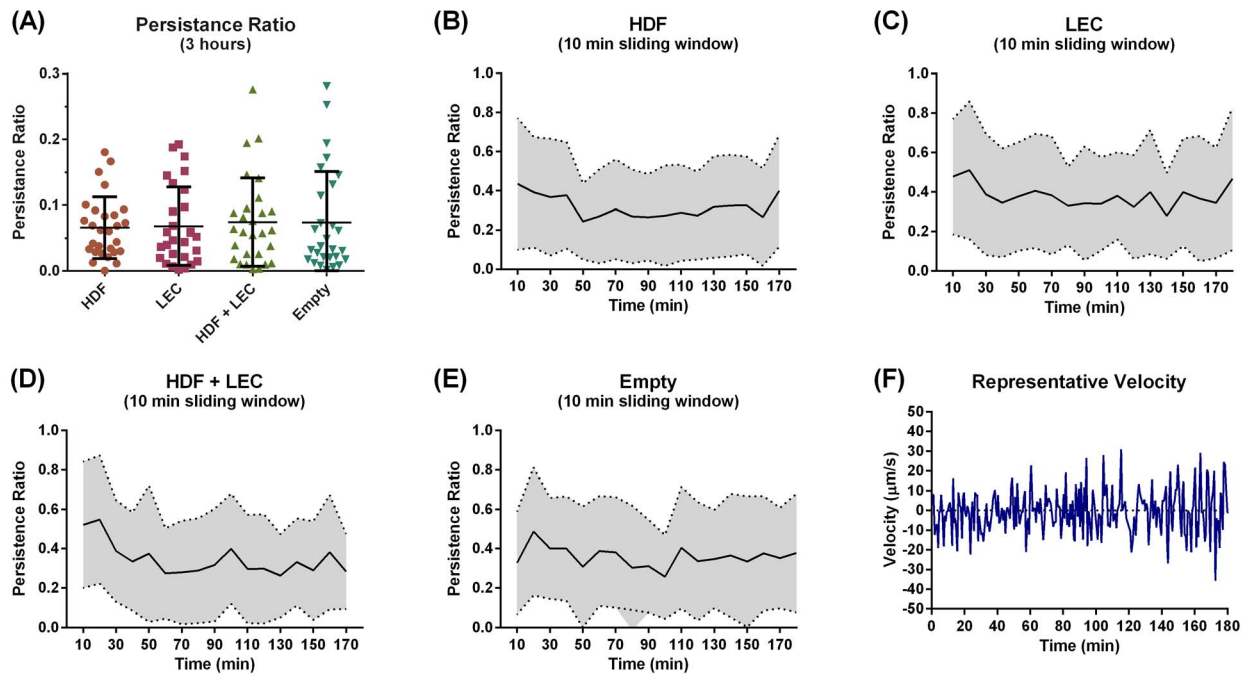 (A)
Persistance Ratio
(3 hours)
Persistance Ratio
0.3
0.2
0.1
0.0
HDF
LEC
HDF + LEC
Empty
(B)
HDF
(10 min sliding window)
Persistence Ratio
1.0
0.8
0.6
0.4
0.2
0.0
10 30 50 70 90 110 130 150 170
Time (min)
(C)
LEC
(10 min sliding window)
Persistence Ratio
1.0
0.8
0.6
0.4
0.2
0.0
10 30 50 70 90 110 130 150 170
Time (min)
(D)
HDF + LEC
(10 min sliding window)
Persistence Ratio
1.0
0.8
0.6
0.4
0.2
0.0
10 30 50 70 90 110 130 150 170
Time (min)
(E)
Empty
(10 min sliding window)
Persistence Ratio
1.0
0.8
0.6
0.4
0.2
0.0
10 30 50 70 90 110 130 150 170
Time (min)
(F)
Representative Velocity
Velocity (μm/s)
50
40
30
20
10
0
-10
-20
-30
-40
-50
0 20 40 60 80 100 120 140 160 180
Time (min)